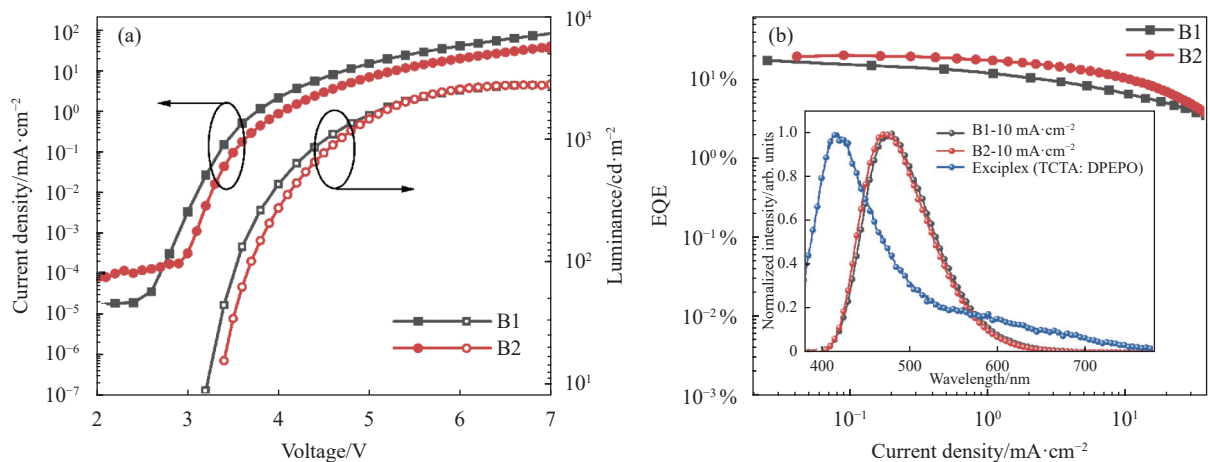 (a)
10²
10¹
10⁰
10⁻¹
10⁻²
10⁻³
10⁻⁴
10⁻⁵
10⁻⁶
10⁻⁷
Current density/mA·cm⁻²
2 3 4 5 6 7
Voltage/V
10⁴
10³
10²
10¹
Luminance/cd·m⁻²
B1
B2
(b)
B1
B2
10¹ %
10⁰ %
10⁻¹ %
10⁻² %
10⁻³ %
EQE
10⁻¹ 10⁰ 10¹
Current density/mA·cm⁻²
B1-10 mA·cm⁻²
B2-10 mA·cm⁻²
Exciplex (TCTA: DPEPO)
1.0
0.8
0.6
0.4
0.2
0
Normalized intensity/arb. units
400 500 600 700
Wavelength/nm